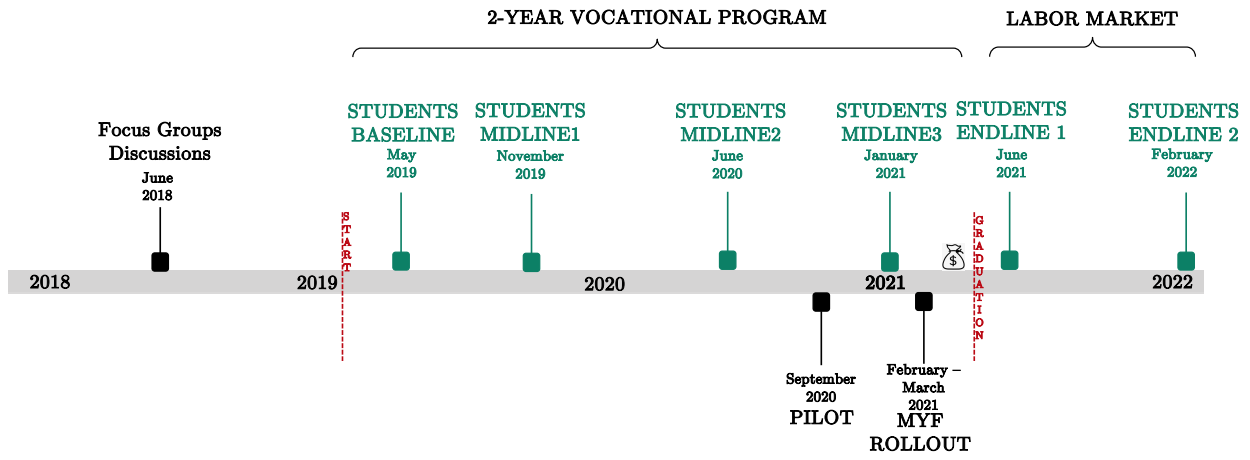 2-YEAR VOCATIONAL PROGRAM
LABOR MARKET
Focus Groups
Discussions
June
2018
STUDENTS
BASELINE
May
2019
STUDENTS
MIDLINE1
November
2019
STUDENTS
MIDLINE2
June
2020
STUDENTS
MIDLINE3
January
2021
STUDENTS
ENDLINE 1
June
2021
STUDENTS
ENDLINE 2
February
2022
START
$
GRADUATION
2018
2019
2020
2021
2022
September
2020
PILOT
February –
March
2021
MYF
ROLLOUT